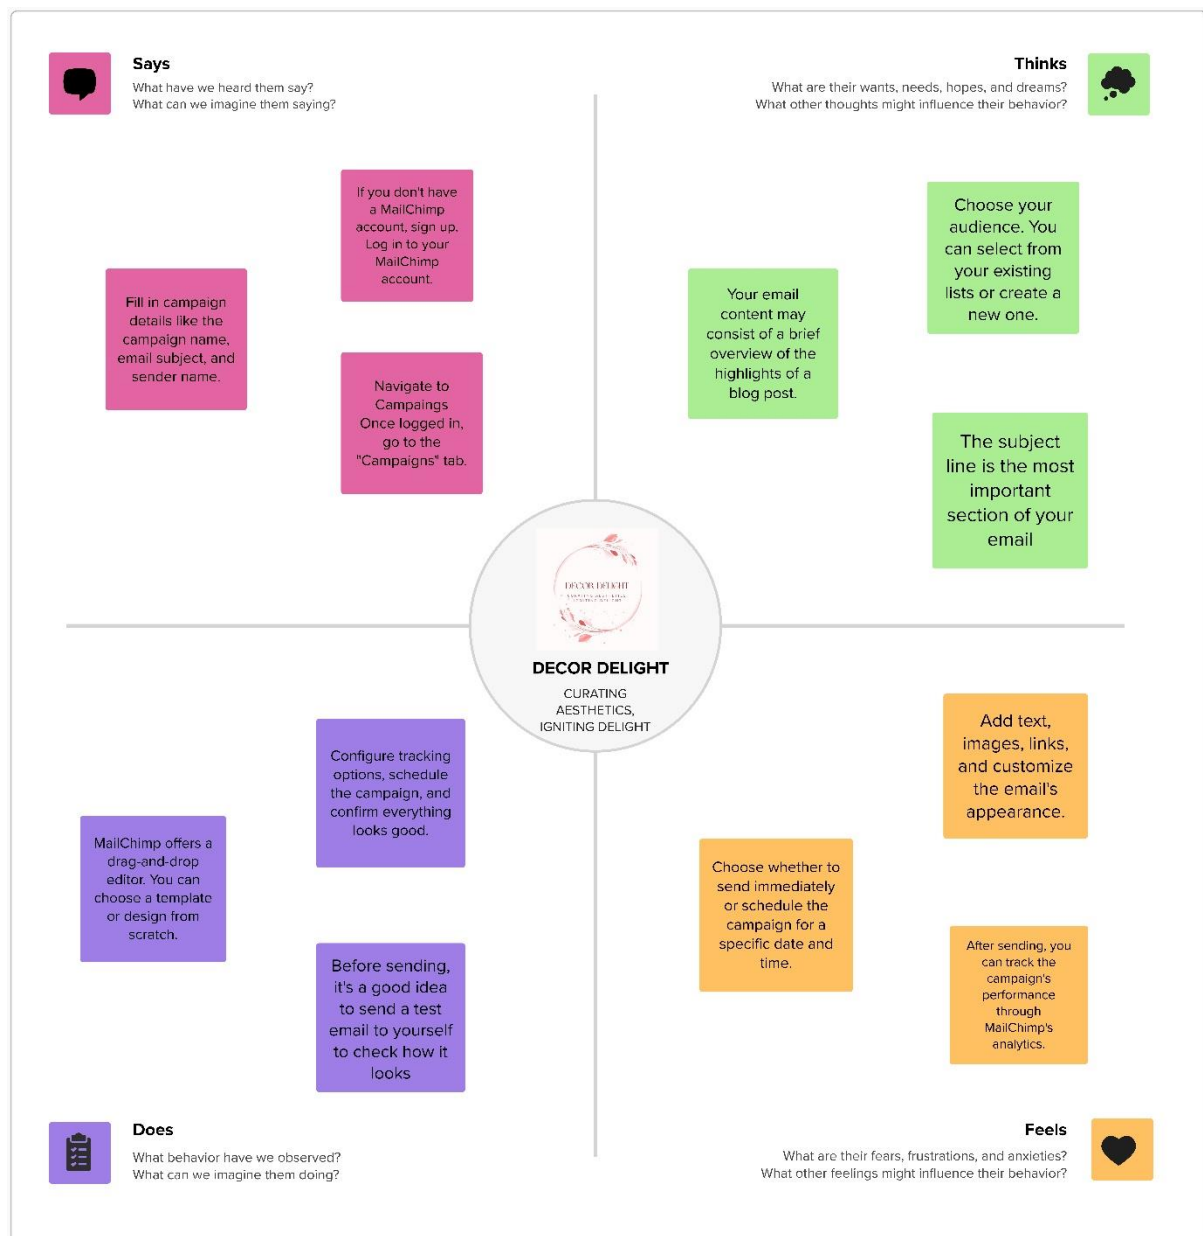 Says
What have we heard them say?
What can we imagine them saying?
Thinks
What are their wants, needs, hopes, and dreams?
What other thoughts might influence their behavior?
If you don't have
a MailChimp
account, sign up.
Log in to your
MailChimp
account.
Fill in campaign
details like the
campaign name,
email subject, and
sender name.
Navigate to
Campaings
Once logged in,
go to the
"Campaigns" tab.
Choose your
audience. You
can select from
your existing
lists or create a
new one.
Your email
content may
consist of a brief
overview of the
highlights of a
blog post.
The subject
line is the most
important
section of your
email
DECOR DELIGHT
DECOR DELIGHT
CURATING
AESTHETICS,
IGNITING DELIGHT
Configure tracking
options, schedule
the campaign, and
confirm everything
looks good.
MailChimp offers a
drag-and-drop
editor. You can
choose a template
or design from
scratch.
Before sending,
it's a good idea
to send a test
email to yourself
to check how it
looks
Add text,
images, links,
and customize
the email's
appearance.
Choose whether to
send immediately
or schedule the
campaign for a
specific date and
time.
After sending, you
can track the
campaign's
performance
through
MailChimp's
analytics.
Does
What behavior have we observed?
What can we imagine them doing?
Feels
What are their fears, frustrations, and anxieties?
What other feelings might influence their behavior?